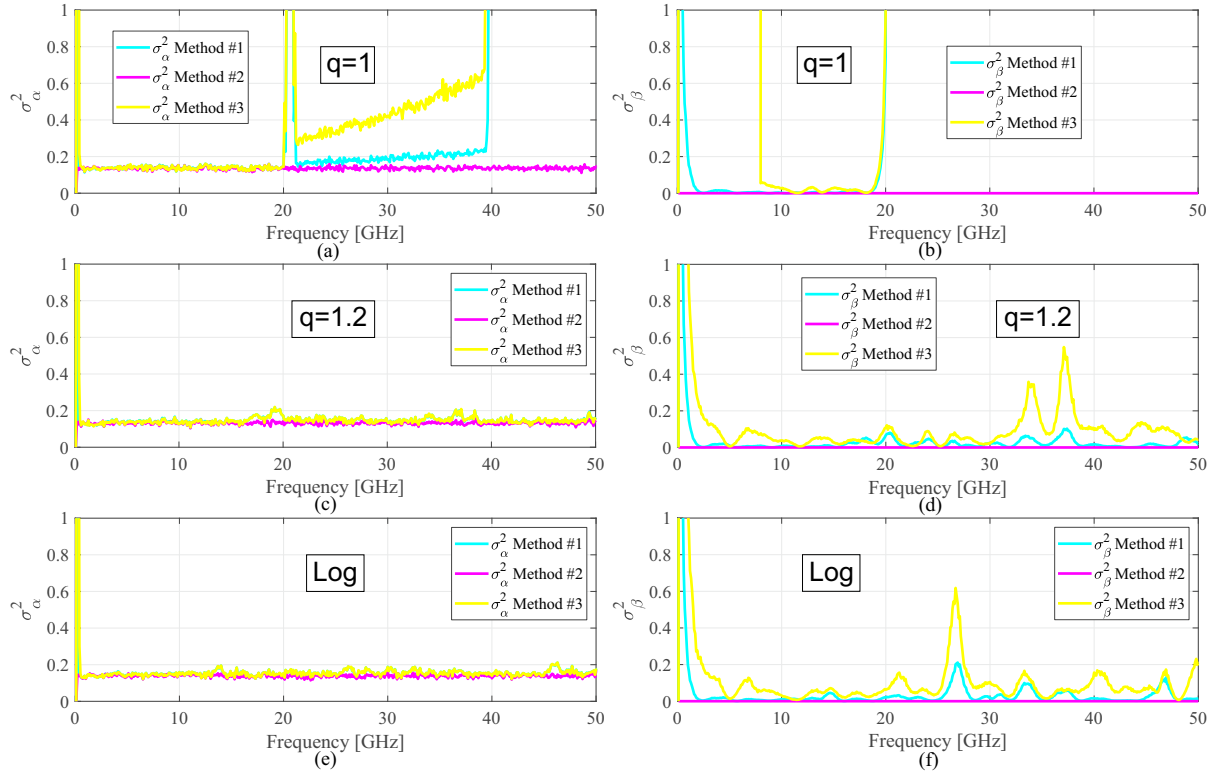 1
0.8
0.6
0.4
0.2
0
σ²α
σ²α Method #1
σ²α Method #2
σ²α Method #3
q=1
0 10 20 30 40 50
Frequency [GHz]
(a)
1
0.8
0.6
0.4
0.2
0
σ²β
q=1
σ²β Method #1
σ²β Method #2
σ²β Method #3
0 10 20 30 40 50
Frequency [GHz]
(b)
1
0.8
0.6
0.4
0.2
0
σ²α
q=1.2
σ²α Method #1
σ²α Method #2
σ²α Method #3
0 10 20 30 40 50
Frequency [GHz]
(c)
1
0.8
0.6
0.4
0.2
0
σ²β
σ²β Method #1
σ²β Method #2
σ²β Method #3
q=1.2
0 10 20 30 40 50
Frequency [GHz]
(d)
1
0.8
0.6
0.4
0.2
0
σ²α
Log
σ²α Method #1
σ²α Method #2
σ²α Method #3
0 10 20 30 40 50
Frequency [GHz]
(e)
1
0.8
0.6
0.4
0.2
0
σ²β
Log
σ²β Method #1
σ²β Method #2
σ²β Method #3
0 10 20 30 40 50
Frequency [GHz]
(f)